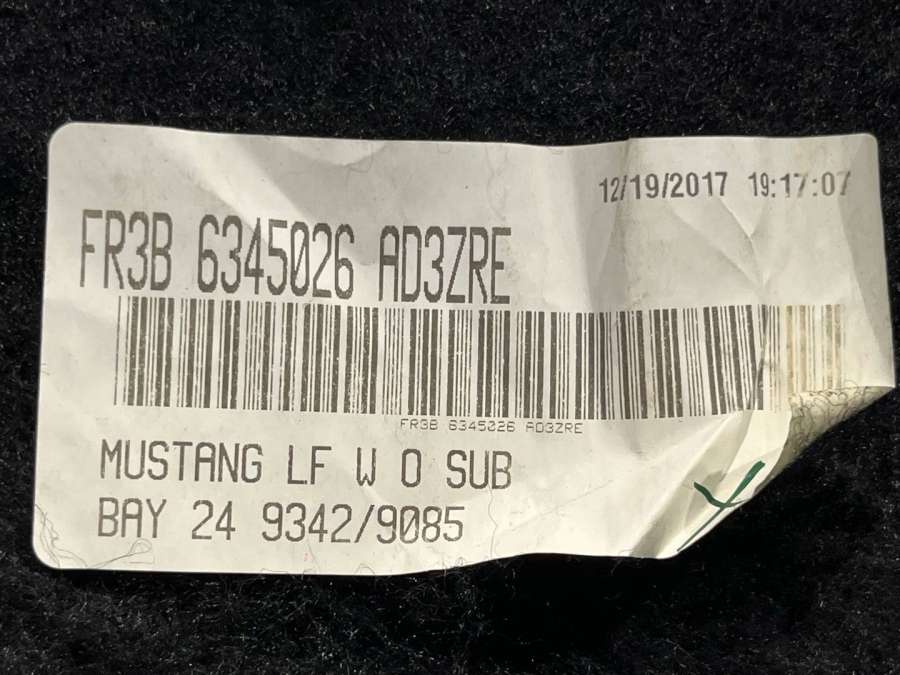 12/19/2017 19:17:07
FR3B 6345026 AD3ZRE
FR3B 6345026 AD3ZRE
MUSTANG LF W O SUB
BAY 24 9342/9085